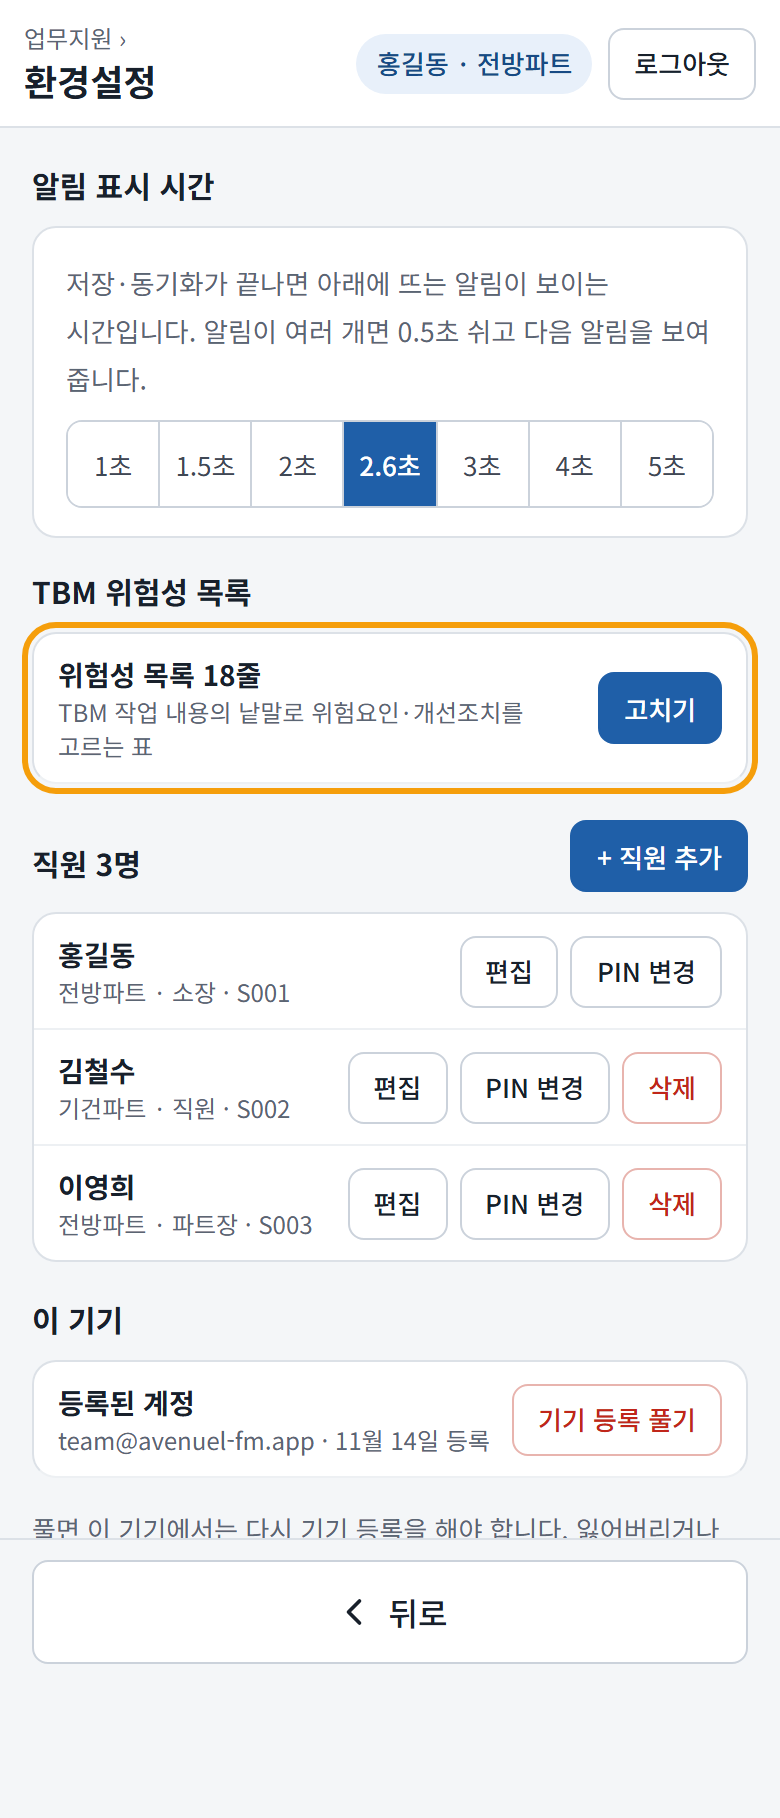 업무지원 ›
환경설정
홍길동 · 전방파트
로그아웃
알림 표시 시간
저장·동기화가 끝나면 아래에 뜨는 알림이 보이는
시간입니다. 알림이 여러 개면 0.5초 쉬고 다음 알림을 보여
줍니다.
1초 1.5초 2초 2.6초 3초 4초 5초
TBM 위험성 목록
위험성 목록 18줄
TBM 작업 내용의 낱말로 위험요인·개선조치를
고르는 표
고치기
직원 3명
+ 직원 추가
홍길동
전방파트 · 소장 · S001
편집 PIN 변경
김철수
기건파트 · 직원 · S002
편집 PIN 변경 삭제
이영희
전방파트 · 파트장 · S003
편집 PIN 변경 삭제
이 기기
등록된 계정
team@avenuel-fm.app · 11월 14일 등록
기기 등록 풀기
풀면 이 기기에서는 다시 기기 등록을 해야 합니다. 잃어버리거나
뒤로